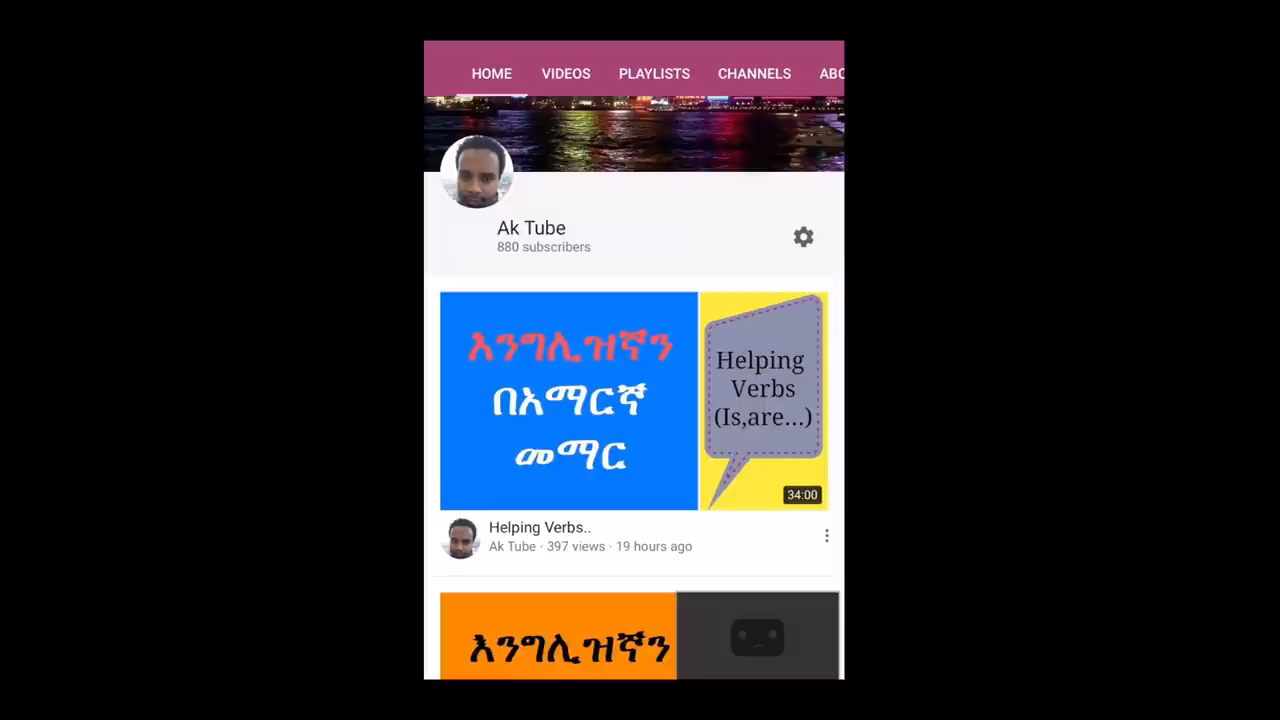 HOME VIDEOS PLAYLISTS CHANNELS ABC
Ak Tube
880 subscribers
እንግሊዝኛን
በአማርኛ
መማር
Helping
Verbs
(Is,are...)
34:00
Helping Verbs..
Ak Tube · 397 views · 19 hours ago
እንግሊዝኛን